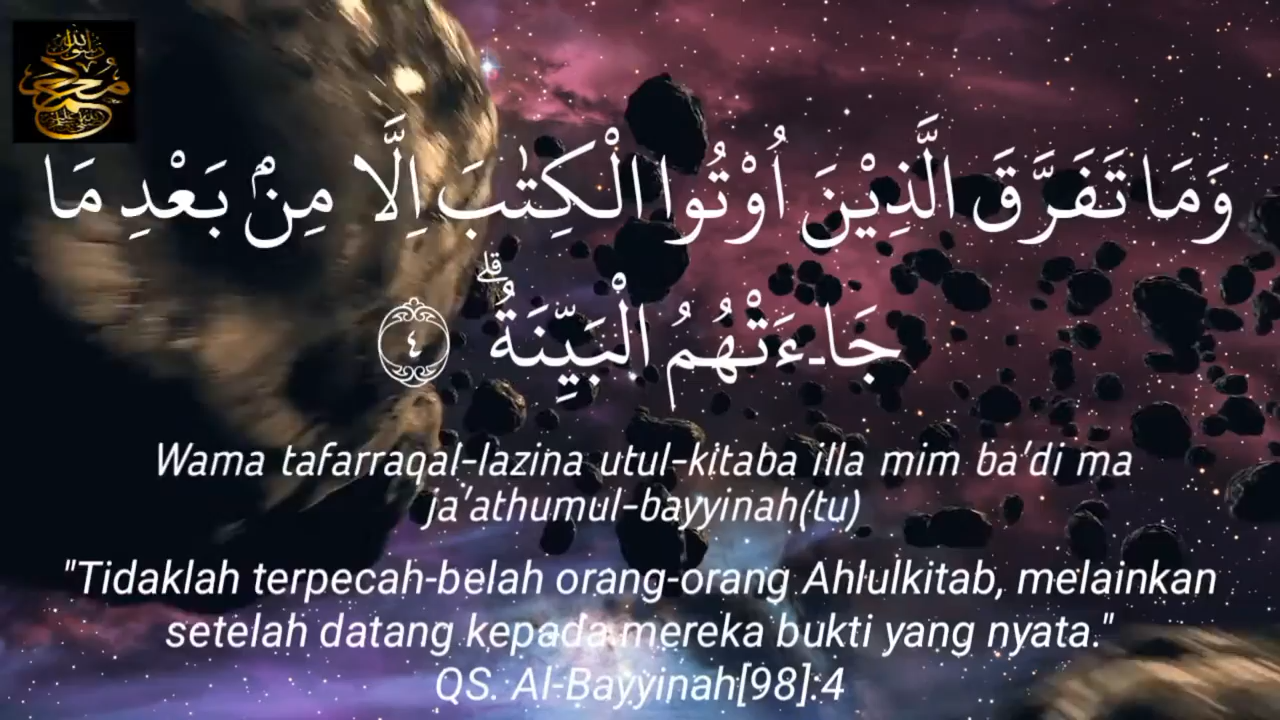 وَمَا تَفَرَّقَ الَّذِيْنَ اُوْتُوا الْكِتٰبَ اِلَّا مِنْۢ بَعْدِ مَا
جَاۤءَتْهُمُ الْبَيِّنَةُ ۗ ٤
Wama tafarraqal-lazina utul-kitaba illa mim ba'di ma
ja'athumul-bayyinah(tu)
"Tidaklah terpecah-belah orang-orang Ahlulkitab, melainkan
setelah datang kepada mereka bukti yang nyata."
QS. Al-Bayyinah[98]:4